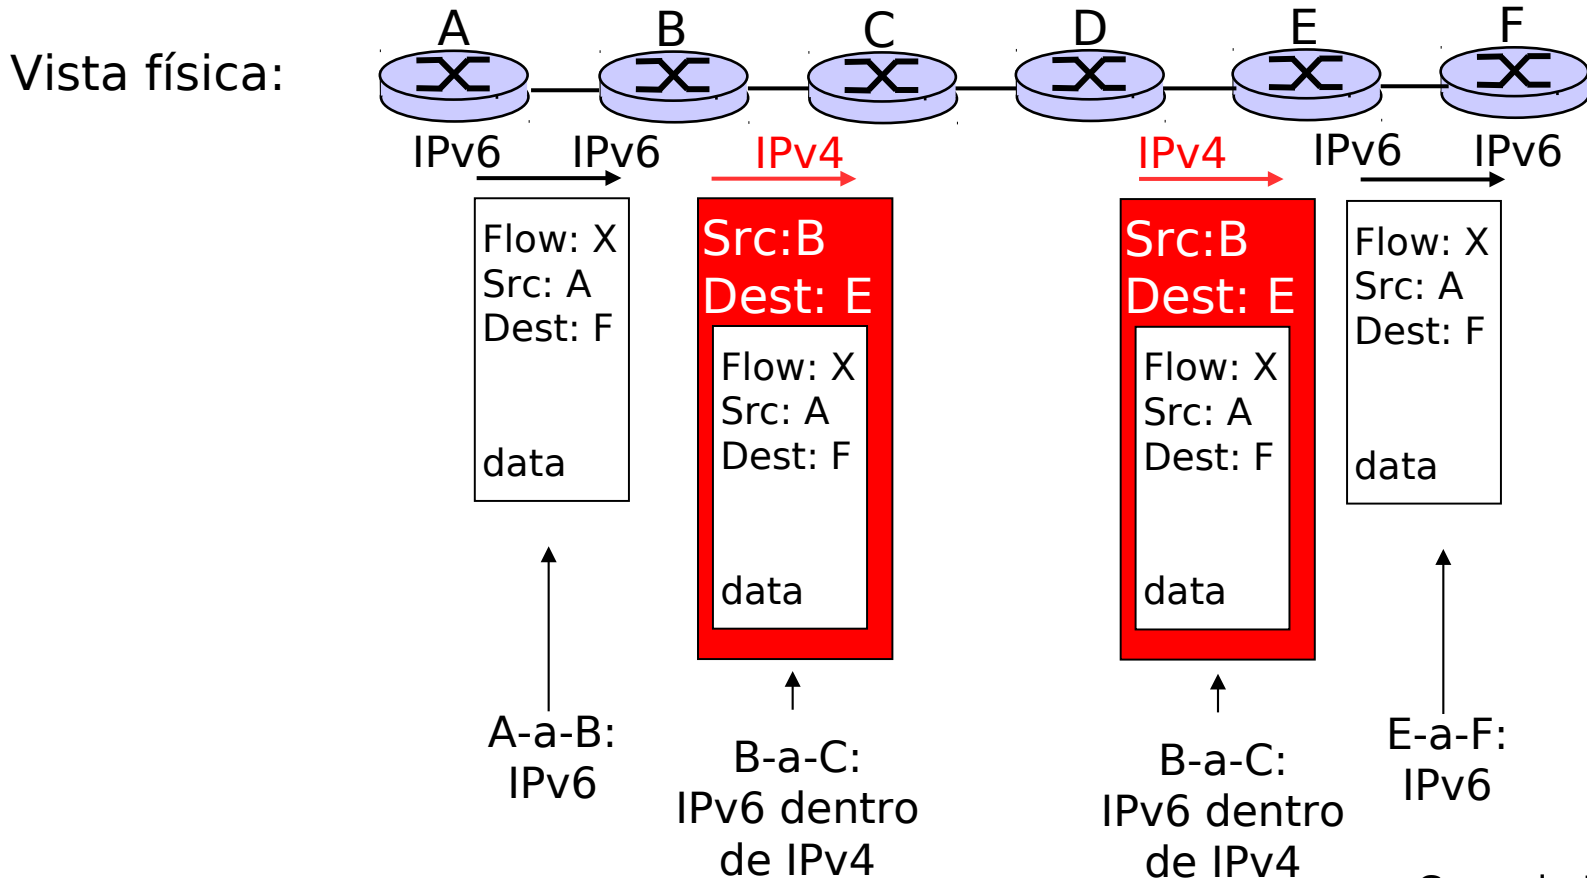 A B C D E F
Vista física:
IPv6 IPv6 IPv4 IPv4 IPv6 IPv6
Flow: X
Src: A
Dest: F
data
Src:B
Dest: E
Flow: X
Src: A
Dest: F
data
Src:B
Dest: E
Flow: X
Src: A
Dest: F
data
Flow: X
Src: A
Dest: F
data
A-a-B:
IPv6
B-a-C:
IPv6 dentro
de IPv4
B-a-C:
IPv6 dentro
de IPv4
E-a-F:
IPv6